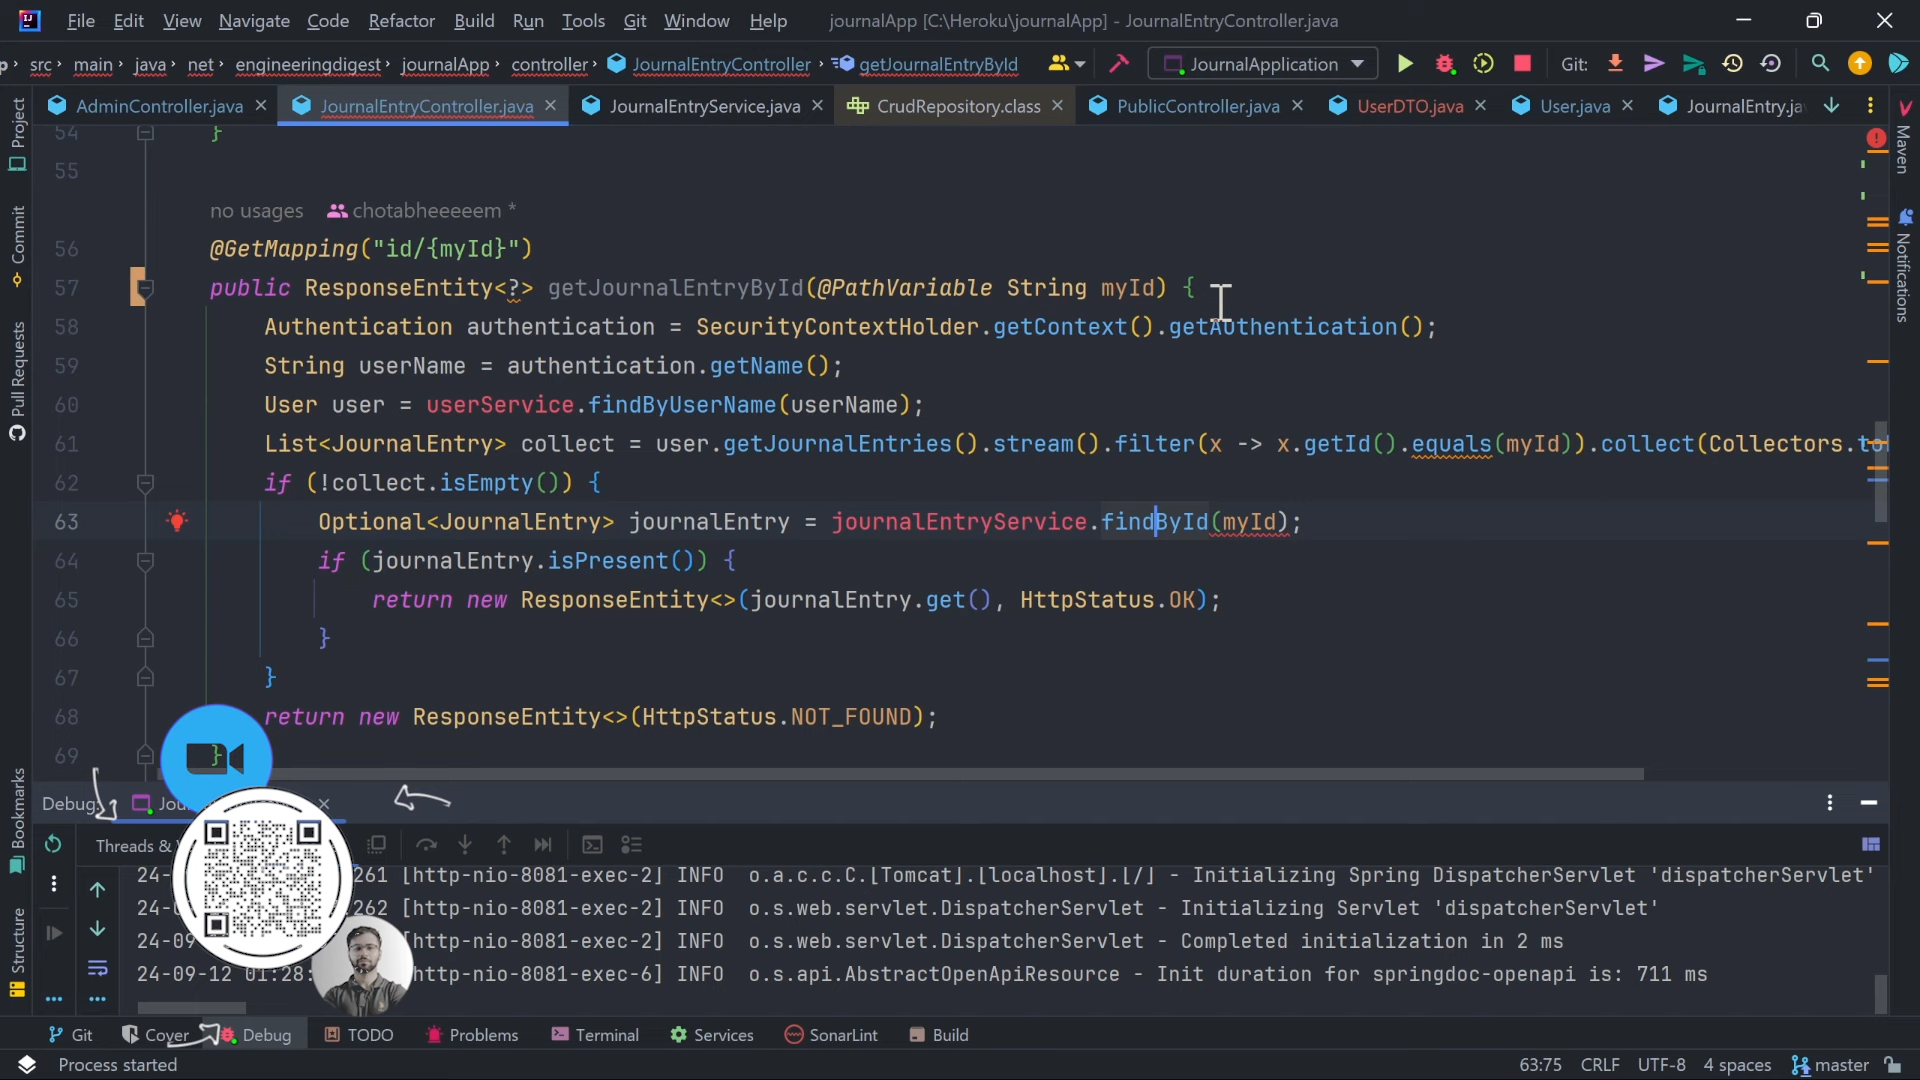 File Edit View Navigate Code Refactor Build Run Tools Git Window Help journalApp [C:\Heroku\journalApp] - JournalEntryController.java
p › src › main › java › net › engineeringdigest › journalApp › controller › JournalEntryController › getJournalEntryById JournalApplication Git:
AdminController.java JournalEntryController.java JournalEntryService.java CrudRepository.class PublicController.java UserDTO.java User.java JournalEntry.ja
Project
Commit
Pull Requests
Bookmarks
Structure
Maven
Notifications
54 }
55
no usages chotabheeeeem *
56 @GetMapping("id/{myId}")
57 public ResponseEntity<?> getJournalEntryById(@PathVariable String myId) {
58 Authentication authentication = SecurityContextHolder.getContext().getAuthentication();
59 String userName = authentication.getName();
60 User user = userService.findByUserName(userName);
61 List<JournalEntry> collect = user.getJournalEntries().stream().filter(x -> x.getId().equals(myId)).collect(Collectors.to
62 if (!collect.isEmpty()) {
63 Optional<JournalEntry> journalEntry = journalEntryService.findById(myId);
64 if (journalEntry.isPresent()) {
65 return new ResponseEntity<>(journalEntry.get(), HttpStatus.OK);
66 }
67 }
68 return new ResponseEntity<>(HttpStatus.NOT_FOUND);
69 }
Debug: Jou
Threads &
24- 261 [http-nio-8081-exec-2] INFO o.a.c.c.C.[Tomcat].[localhost].[/] - Initializing Spring DispatcherServlet 'dispatcherServlet'
24- .262 [http-nio-8081-exec-2] INFO o.s.web.servlet.DispatcherServlet - Initializing Servlet 'dispatcherServlet'
24-09 http-nio-8081-exec-2] INFO o.s.web.servlet.DispatcherServlet - Completed initialization in 2 ms
24-09-12 01:28: http-nio-8081-exec-6] INFO o.s.api.AbstractOpenApiResource - Init duration for springdoc-openapi is: 711 ms
Git Cover Debug TODO Problems Terminal Services SonarLint Build
Process started 63:75 CRLF UTF-8 4 spaces master